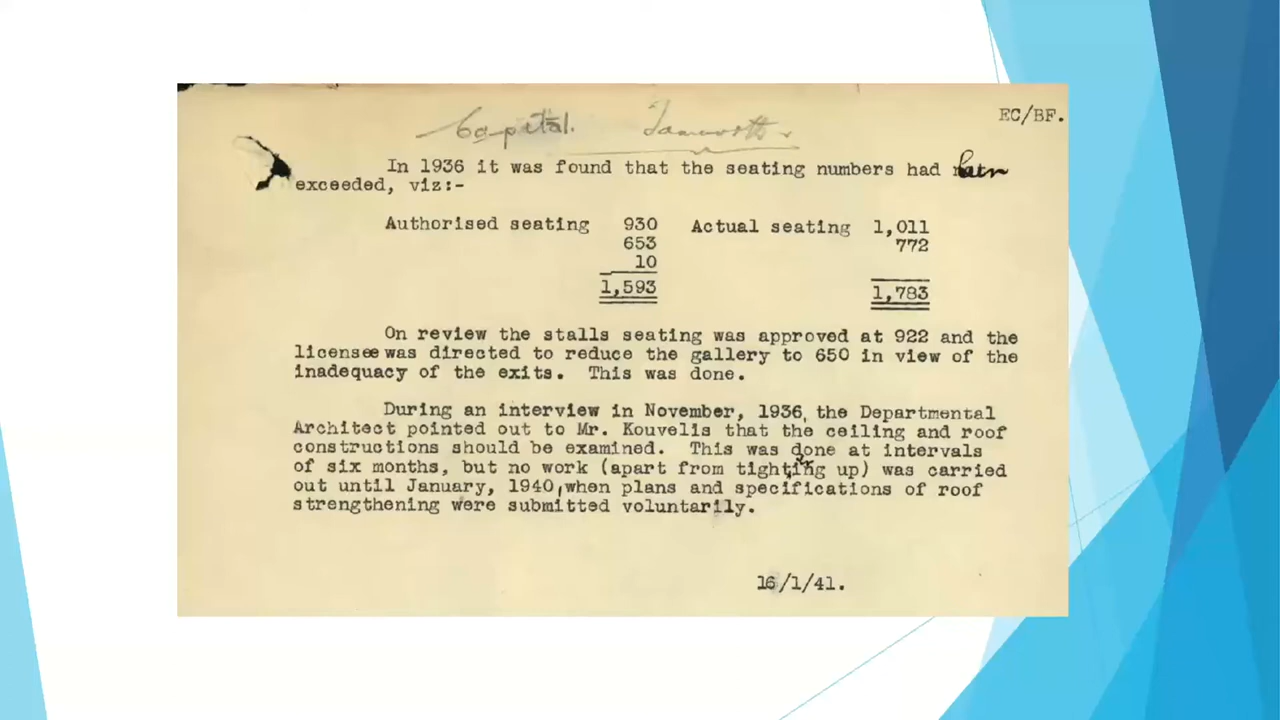 Capital. Tamworth.
EC/BF.
In 1936 it was found that the seating numbers had been
exceeded, viz:-
Authorised seating 930 Actual seating 1,011
653 772
10
1,593 1,783
On review the stalls seating was approved at 922 and the
licensee was directed to reduce the gallery to 650 in view of the
inadequacy of the exits. This was done.
During an interview in November, 1936, the Departmental
Architect pointed out to Mr. Kouvelis that the ceiling and roof
constructions should be examined. This was done at intervals
of six months, but no work (apart from tighting up) was carried
out until January, 1940, when plans and specifications of roof
strengthening were submitted voluntarily.
16/1/41.